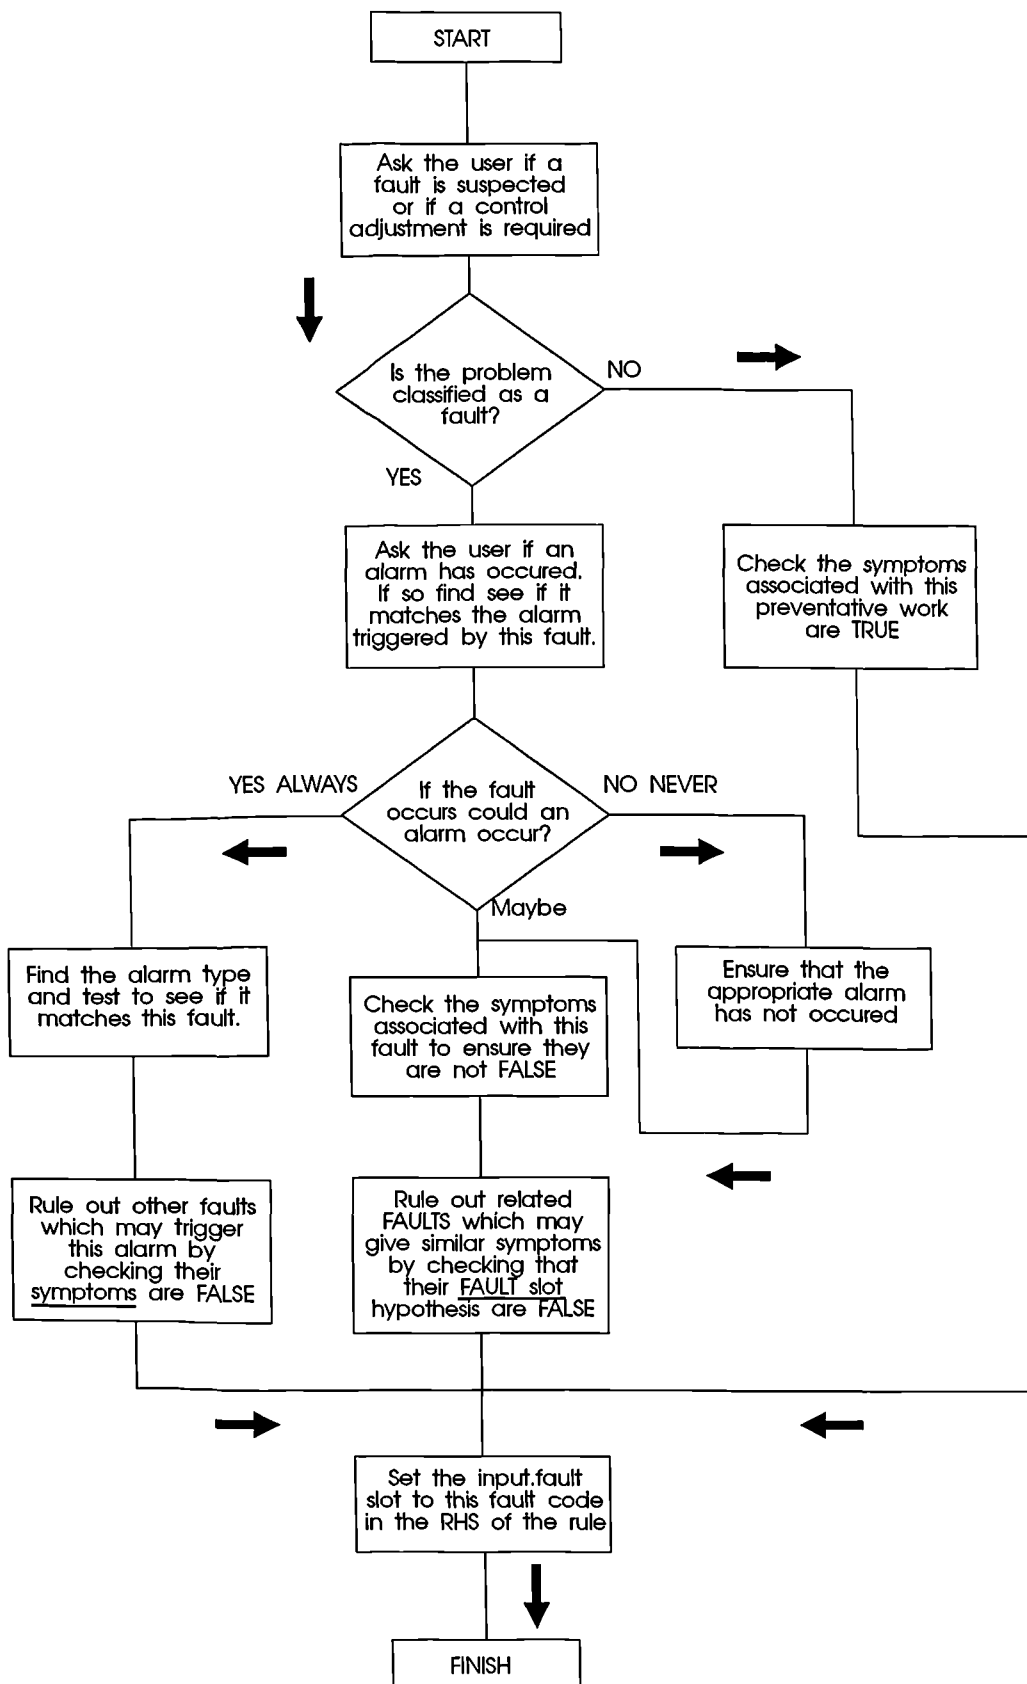 START
Ask the user if a
fault is suspected
or if a control
adjustment is required
Is the problem
classified as a
fault?
NO
YES
Ask the user if an
alarm has occured.
If so find see if it
matches the alarm
triggered by this fault.
Check the symptoms
associated with this
preventative work
are TRUE
YES ALWAYS
If the fault
occurs could an
alarm occur?
NO NEVER
Maybe
Find the alarm type
and test to see if it
matches this fault.
Check the symptoms
associated with this
fault to ensure they
are not FALSE
Ensure that the
appropriate alarm
has not occured
Rule out other faults
which may trigger
this alarm by
checking their
symptoms are FALSE
Rule out related
FAULTS which may
give similar symptoms
by checking that
their FAULT slot
hypothesis are FALSE
Set the input.fault
slot to this fault code
in the RHS of the rule
FINISH